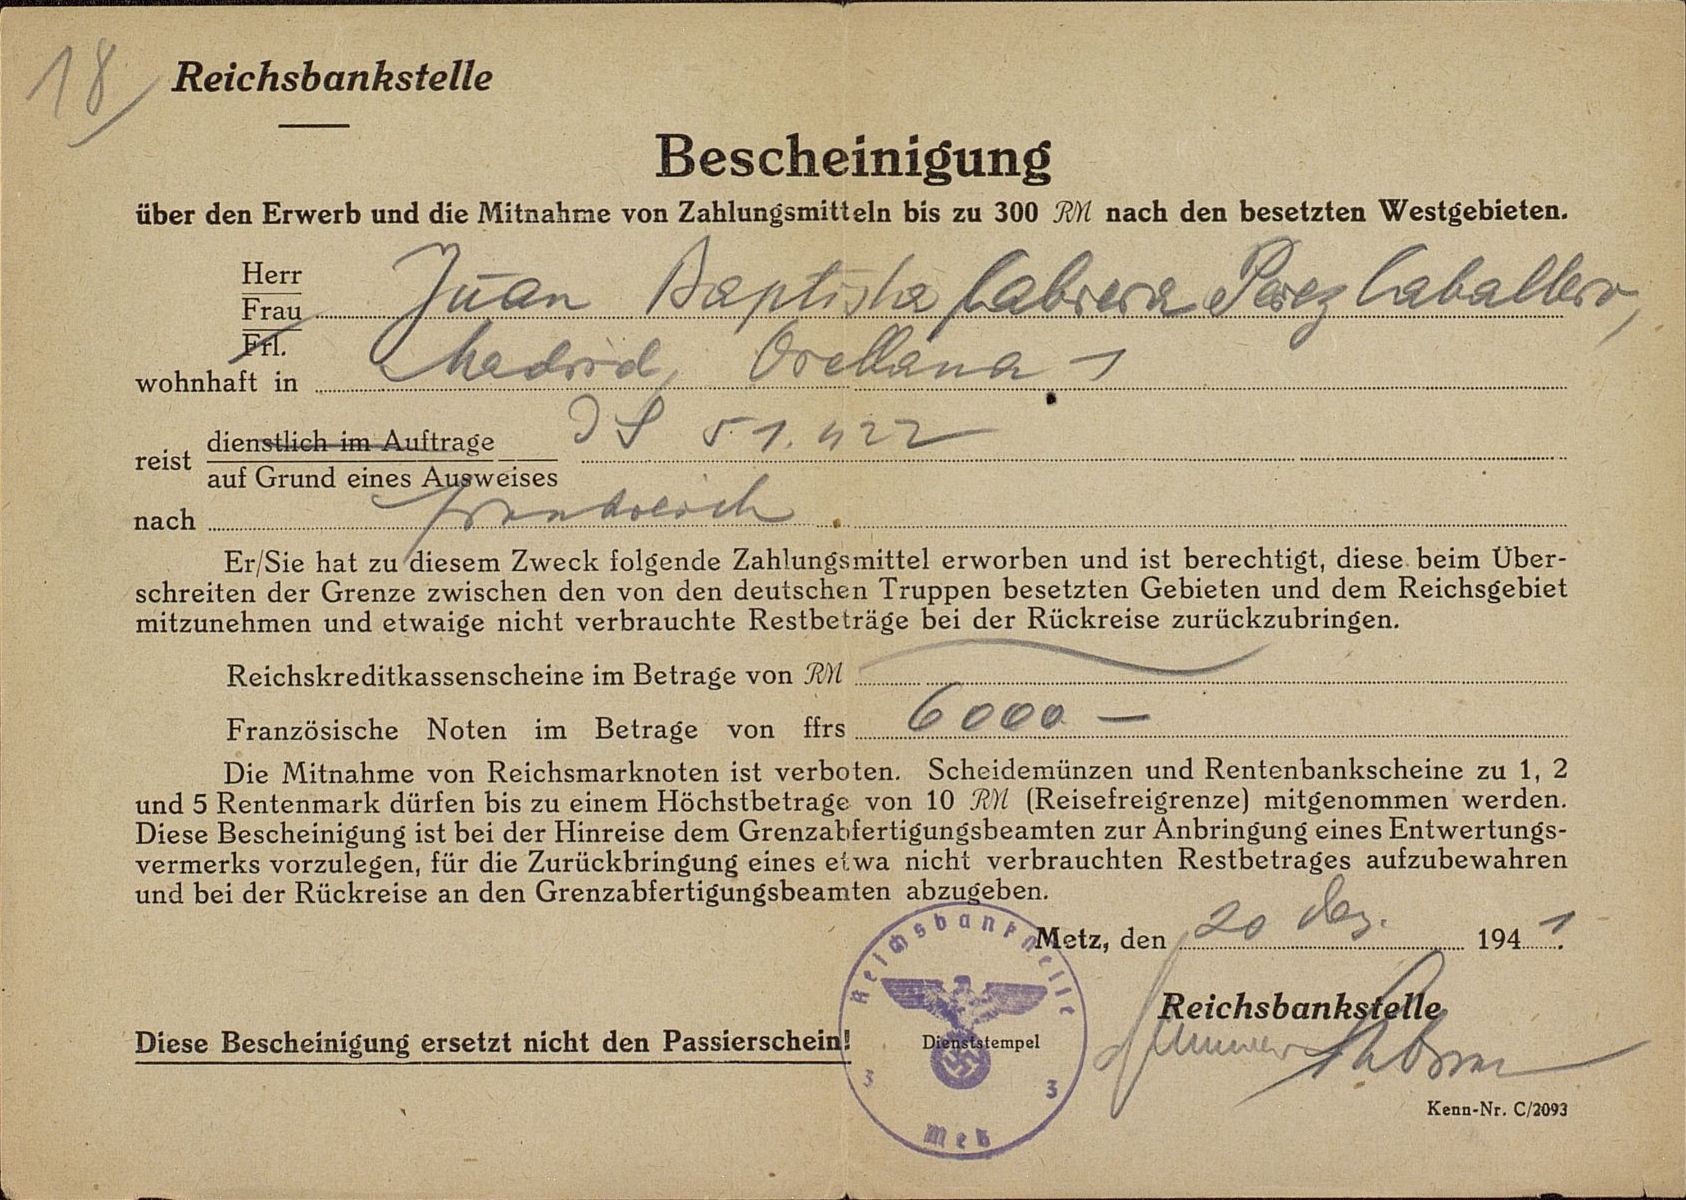 18
Reichsbankstelle
Bescheinigung
über den Erwerb und die Mitnahme von Zahlungsmitteln bis zu 300 RM nach den besetzten Westgebieten.
Herr
Frau Juan Baptista Cabrera Perez Caballero,
Frl.
wohnhaft in Madrid, Orellana 1
reist dienstlich im Auftrage
auf Grund eines Ausweises 51.422
nach Frankreich
Er/Sie hat zu diesem Zweck folgende Zahlungsmittel erworben und ist berechtigt, diese beim Über-
schreiten der Grenze zwischen den von den deutschen Truppen besetzten Gebieten und dem Reichsgebiet
mitzunehmen und etwaige nicht verbrauchte Restbeträge bei der Rückreise zurückzubringen.
Reichskreditkassenscheine im Betrage von RM
Französische Noten im Betrage von ffrs 6000 —
Die Mitnahme von Reichsmarknoten ist verboten. Scheidemünzen und Rentenbankscheine zu 1, 2
und 5 Rentenmark dürfen bis zu einem Höchstbetrage von 10 RM (Reisefreigrenze) mitgenommen werden.
Diese Bescheinigung ist bei der Hinreise dem Grenzabfertigungsbeamten zur Anbringung eines Entwertungs-
vermerks vorzulegen, für die Zurückbringung eines etwa nicht verbrauchten Restbetrages aufzubewahren
und bei der Rückreise an den Grenzabfertigungsbeamten abzugeben.
Metz, den 20 Dez. 1941.
Reichsbankstelle
Diese Bescheinigung ersetzt nicht den Passierschein!
Dienststempel
Reichsbankstelle
3 3
Metz
Kenn-Nr. C/2093